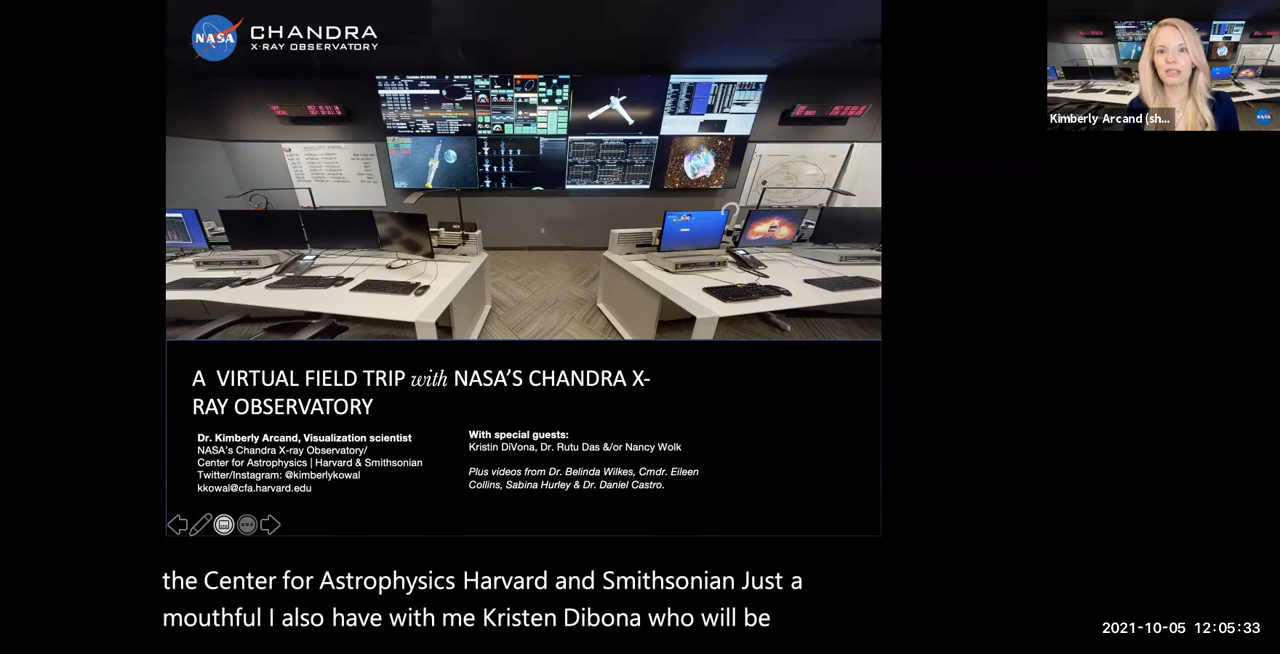 NASA
CHANDRA
X-RAY OBSERVATORY
Kimberly Arcand (sh...
A VIRTUAL FIELD TRIP with NASA'S CHANDRA X-
RAY OBSERVATORY
Dr. Kimberly Arcand, Visualization scientist
NASA's Chandra X-ray Observatory/
Center for Astrophysics | Harvard & Smithsonian
Twitter/Instagram: @kimberlykowal
kkowal@cfa.harvard.edu
With special guests:
Kristin DiVona, Dr. Rutu Das &/or Nancy Wolk
Plus videos from Dr. Belinda Wilkes, Cmdr. Eileen
Collins, Sabina Hurley & Dr. Daniel Castro.
the Center for Astrophysics Harvard and Smithsonian Just a
mouthful I also have with me Kristen Dibona who will be
2021-10-05 12:05:33